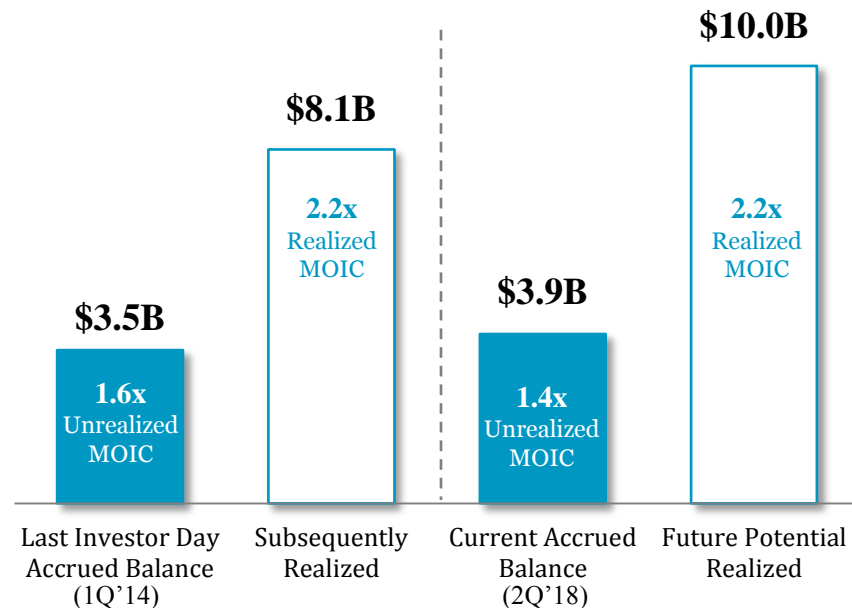 $10.0B
$8.1B
2.2x
Realized
MOIC
2.2x
Realized
MOIC
$3.5B
$3.9B
1.6x
Unrealized
MOIC
1.4x
Unrealized
MOIC
Last Investor Day
Accrued Balance
(1Q’14)
Subsequently
Realized
Current Accrued
Balance
(2Q’18)
Future Potential
Realized